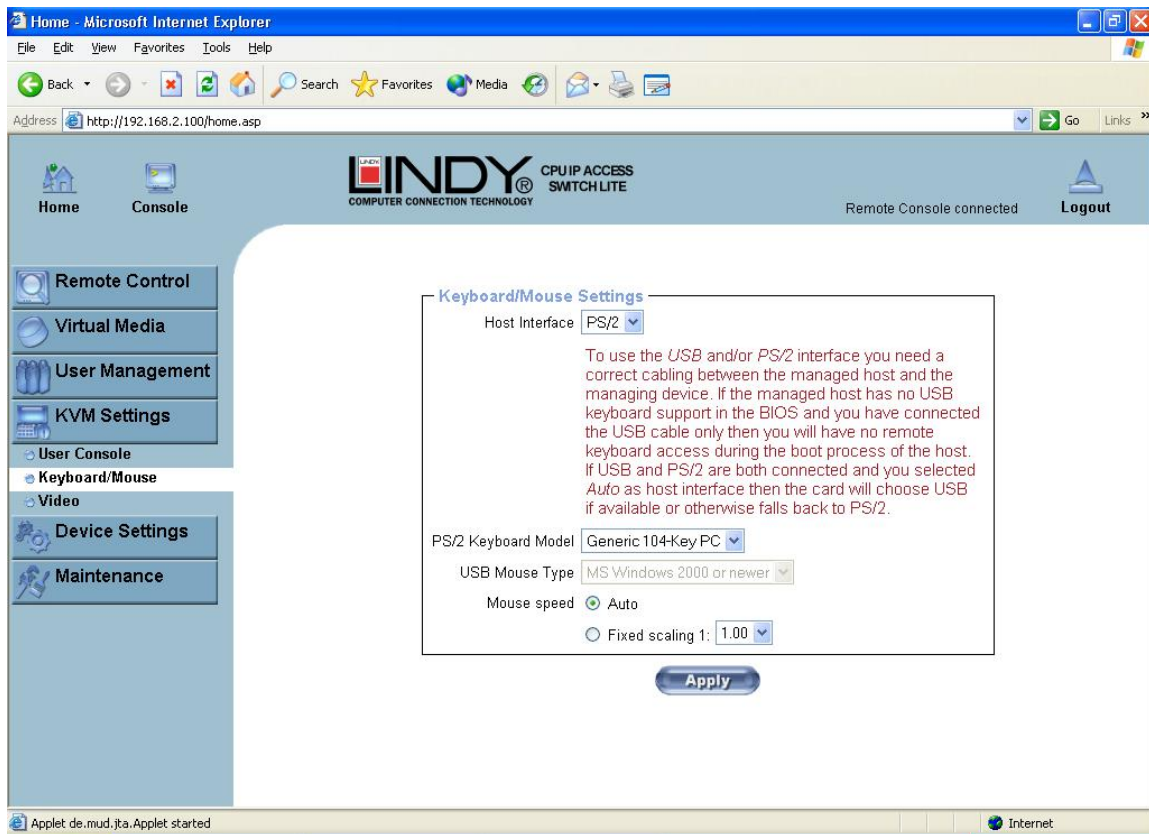 Home - Microsoft Internet Explorer
File Edit View Favorites Tools Help
Back Search Favorites Media
Address http://192.168.2.100/home.asp Go Links »
LINDY
LINDY® CPU IP ACCESS
SWITCH LITE
COMPUTER CONNECTION TECHNOLOGY
Home Console Remote Console connected Logout
Remote Control
Virtual Media
User Management
KVM Settings
User Console
Keyboard/Mouse
Video
Device Settings
Maintenance
Keyboard/Mouse Settings
Host Interface PS/2
To use the USB and/or PS/2 interface you need a
correct cabling between the managed host and the
managing device. If the managed host has no USB
keyboard support in the BIOS and you have connected
the USB cable only then you will have no remote
keyboard access during the boot process of the host.
If USB and PS/2 are both connected and you selected
Auto as host interface then the card will choose USB
if available or otherwise falls back to PS/2.
PS/2 Keyboard Model Generic 104-Key PC
USB Mouse Type MS Windows 2000 or newer
Mouse speed Auto
Fixed scaling 1: 1.00
Apply
Applet de.mud.jta.Applet started Internet